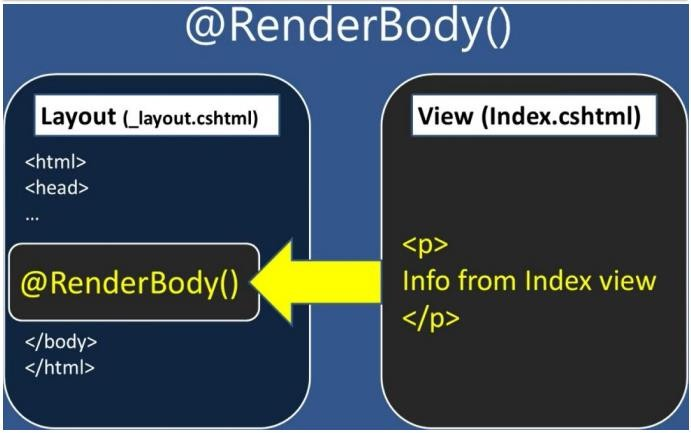 @RenderBody()
Layout (_layout.cshtml)
<html>
<head>
...
@RenderBody()
</body>
</html>
View (Index.cshtml)
<p>
Info from Index view
</p>